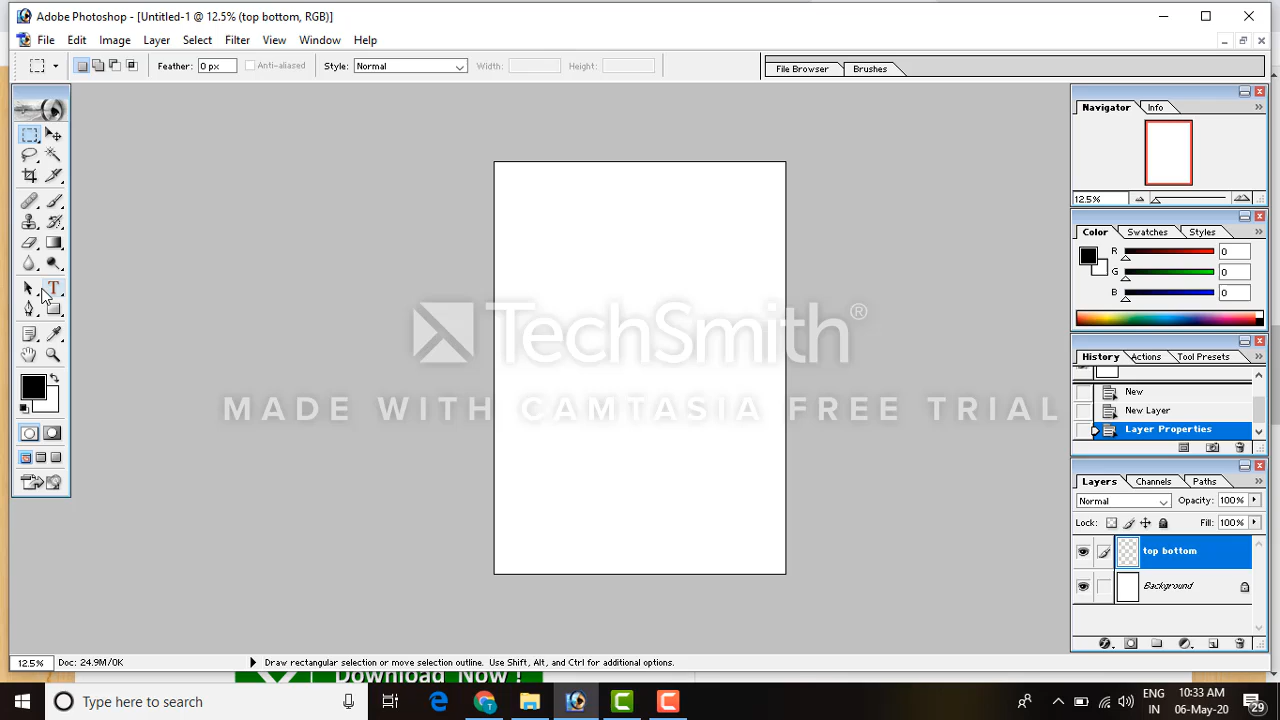 Adobe Photoshop - [Untitled-1 @ 12.5% (top bottom, RGB)]
File Edit Image Layer Select Filter View Window Help
Feather: 0 px Anti-aliased Style: Normal Width: Height: File Browser Brushes
Navigator Info
12.5%
Color Swatches Styles
R 0
G 0
B 0
T
TechSmith®
MADE WITH CAMTASIA FREE TRIAL
History Actions Tool Presets
New
New Layer
Layer Properties
Layers Channels Paths
Normal Opacity: 100%
Lock: Fill: 100%
top bottom
Background
12.5% Doc: 24.9M/0K Draw rectangular selection or move selection outline. Use Shift, Alt, and Ctrl for additional options.
Download Now !
Type here to search
ENG
IN
10:33 AM
06-May-20
29